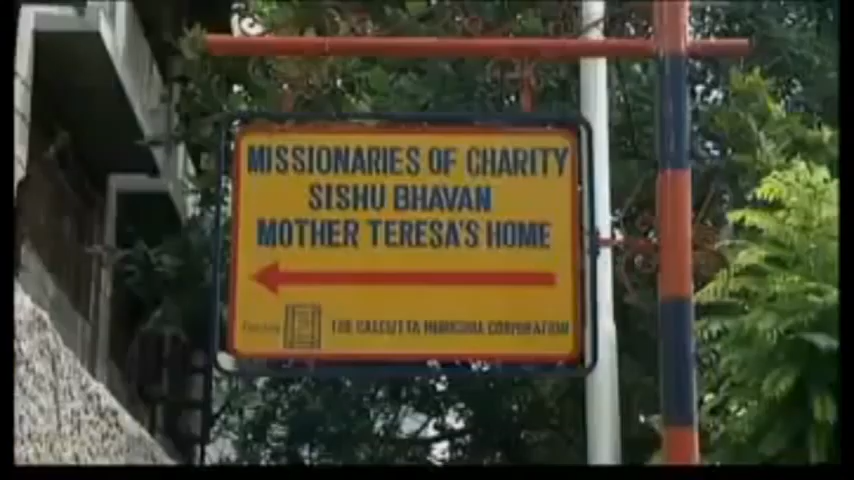 MISSIONARIES OF CHARITY
SISHU BHAVAN
MOTHER TERESA'S HOME
THE CALCUTTA MUNICIPAL CORPORATION